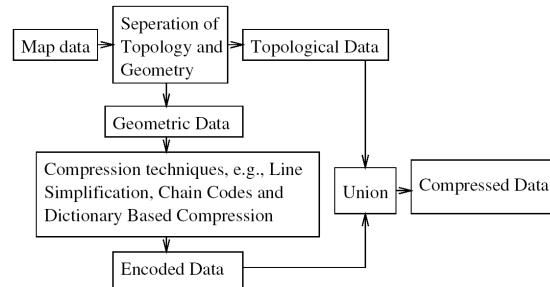 Map data
Seperation of
Topology and
Geometry
Topological Data
Geometric Data
Compression techniques, e.g., Line
Simplification, Chain Codes and
Dictionary Based Compression
Encoded Data
Union
Compressed Data